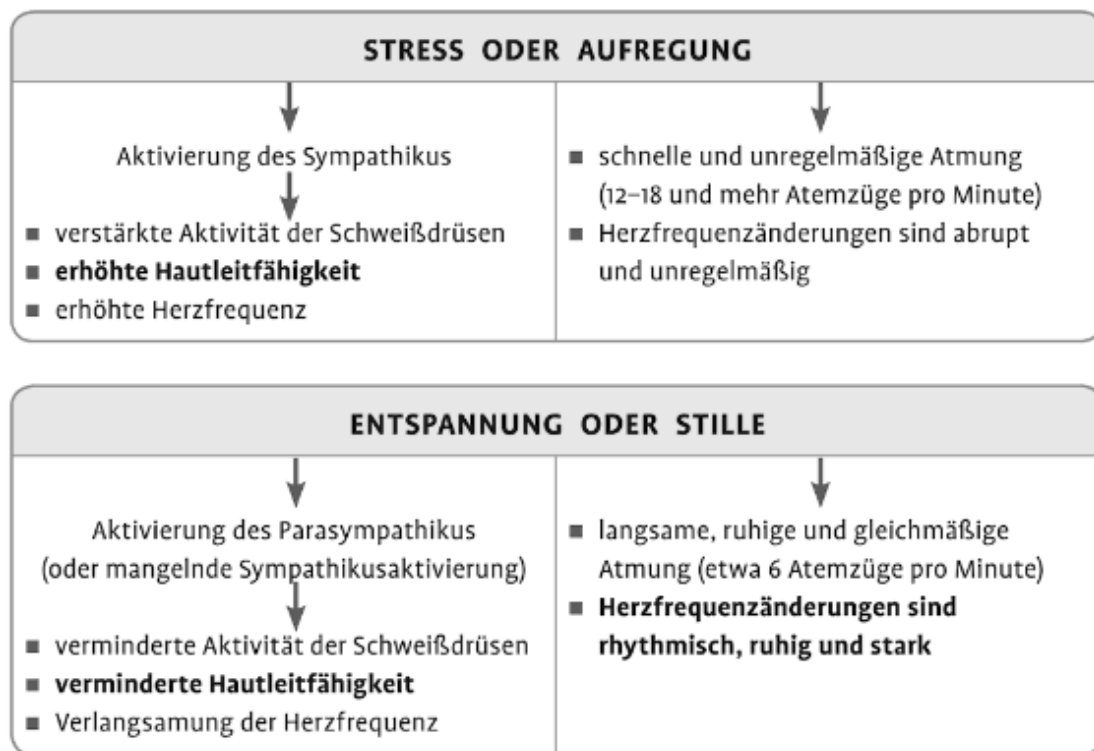 STRESS ODER AUFREGUNG
Aktivierung des Sympathikus
■ verstärkte Aktivität der Schweißdrüsen
■ erhöhte Hautleitfähigkeit
■ erhöhte Herzfrequenz
■ schnelle und unregelmäßige Atmung
(12–18 und mehr Atemzüge pro Minute)
■ Herzfrequenzänderungen sind abrupt
und unregelmäßig
ENTSPANNUNG ODER STILLE
Aktivierung des Parasympathikus
(oder mangelnde Sympathikusaktivierung)
■ verminderte Aktivität der Schweißdrüsen
■ verminderte Hautleitfähigkeit
■ Verlangsamung der Herzfrequenz
■ langsame, ruhige und gleichmäßige
Atmung (etwa 6 Atemzüge pro Minute)
■ Herzfrequenzänderungen sind
rhythmisch, ruhig und stark